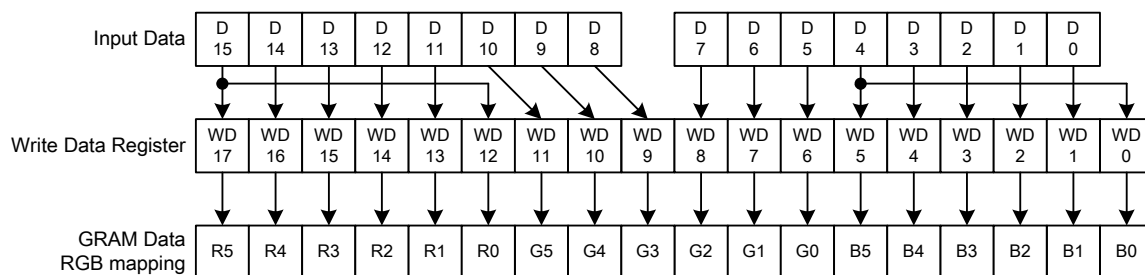 Input Data
D 15 D 14 D 13 D 12 D 11 D 10 D 9 D 8 D 7 D 6 D 5 D 4 D 3 D 2 D 1 D 0
Write Data Register
WD 17 WD 16 WD 15 WD 14 WD 13 WD 12 WD 11 WD 10 WD 9 WD 8 WD 7 WD 6 WD 5 WD 4 WD 3 WD 2 WD 1 WD 0
GRAM Data
RGB mapping
R5 R4 R3 R2 R1 R0 G5 G4 G3 G2 G1 G0 B5 B4 B3 B2 B1 B0